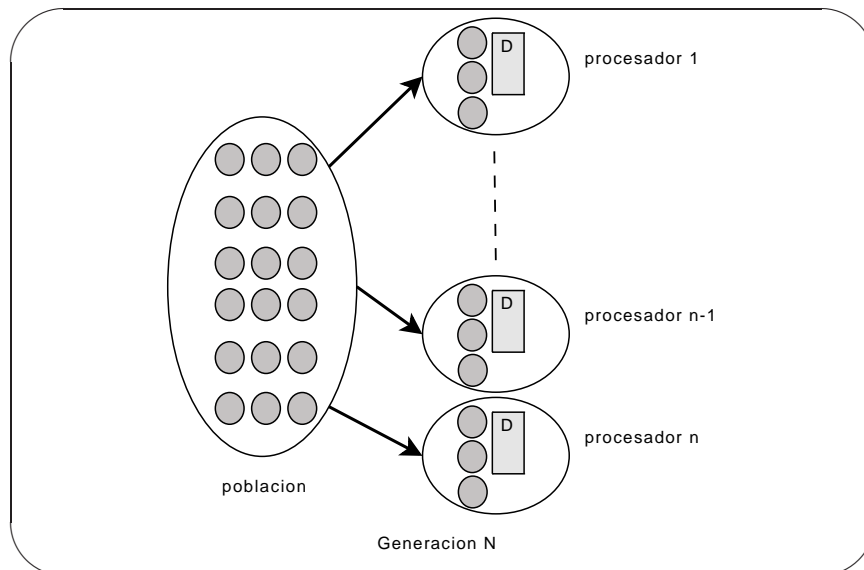 D
procesador 1
D
procesador n-1
D
procesador n
poblacion
Generacion N